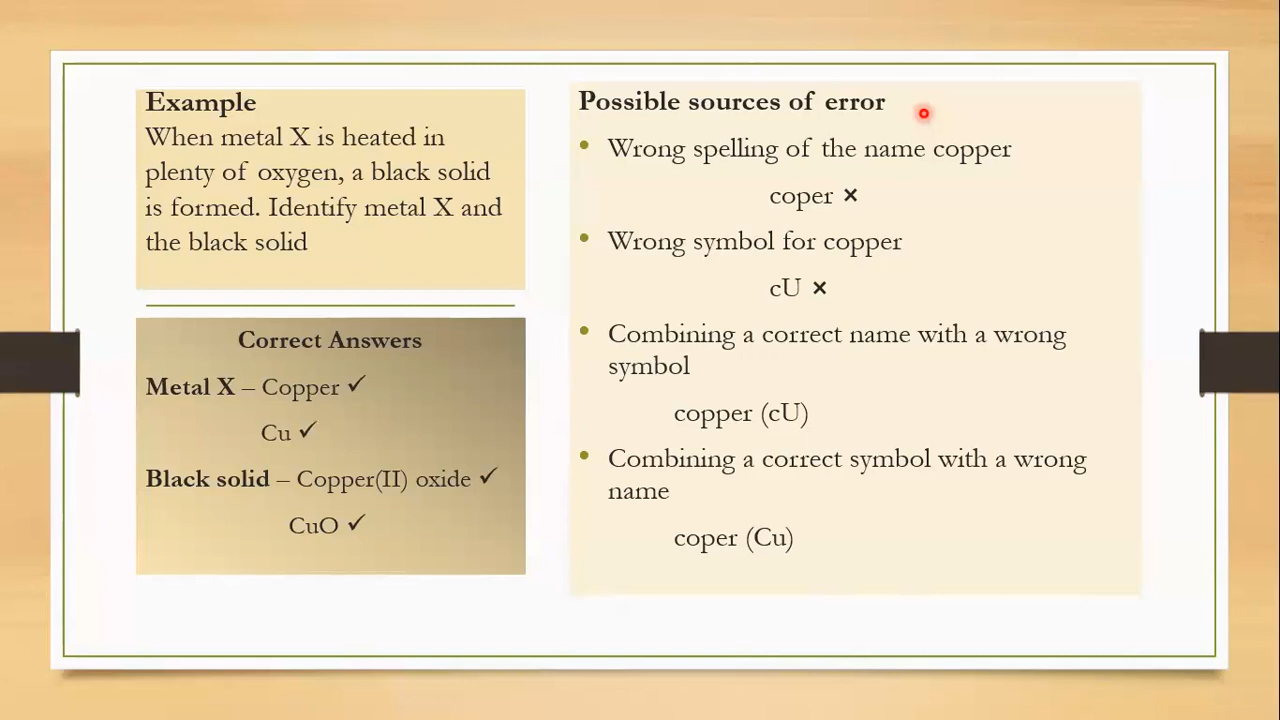 Example
When metal X is heated in
plenty of oxygen, a black solid
is formed. Identify metal X and
the black solid
Correct Answers
Metal X – Copper ✓
Cu ✓
Black solid – Copper(II) oxide ✓
CuO ✓
Possible sources of error
• Wrong spelling of the name copper
coper ×
• Wrong symbol for copper
cU ×
• Combining a correct name with a wrong
symbol
copper (cU)
• Combining a correct symbol with a wrong
name
coper (Cu)